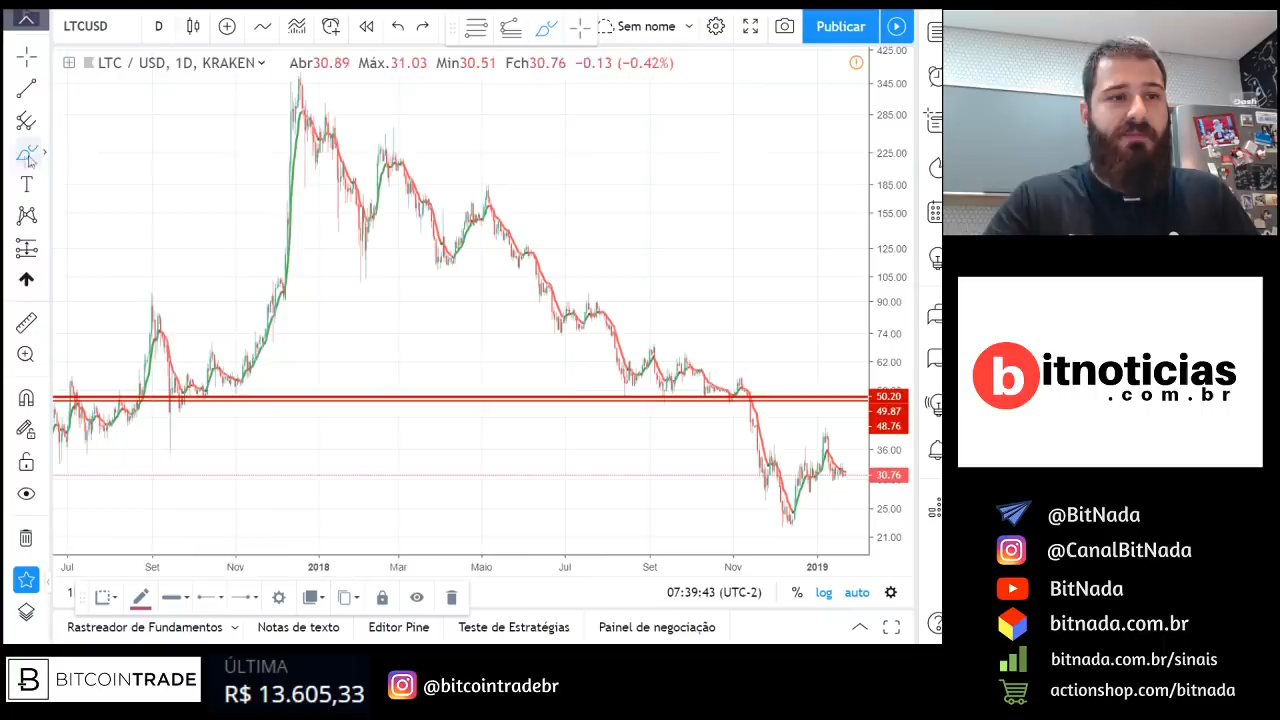 LTCUSD
D
Sem nome
Publicar
LTC / USD, 1D, KRAKEN
Abr30.89 Máx.31.03 Mín30.51 Fch30.76 −0.13 (−0.42%)
425.00
345.00
285.00
225.00
185.00
155.00
125.00
105.00
90.00
74.00
62.00
50.20
49.87
48.76
36.00
30.76
25.00
21.00
Jul Set Nov 2018 Mar Maio Jul Set Nov 2019
07:39:43 (UTC-2) % log auto
Rastreador de Fundamentos Notas de texto Editor Pine Teste de Estratégias Painel de negociação
Dash
bitnoticias
.com.br
@BitNada
@CanalBitNada
BitNada
bitnada.com.br
bitnada.com.br/sinais
actionshop.com/bitnada
BITCOINTRADE
ÚLTIMA
R$ 13.605,33
@bitcointradebr